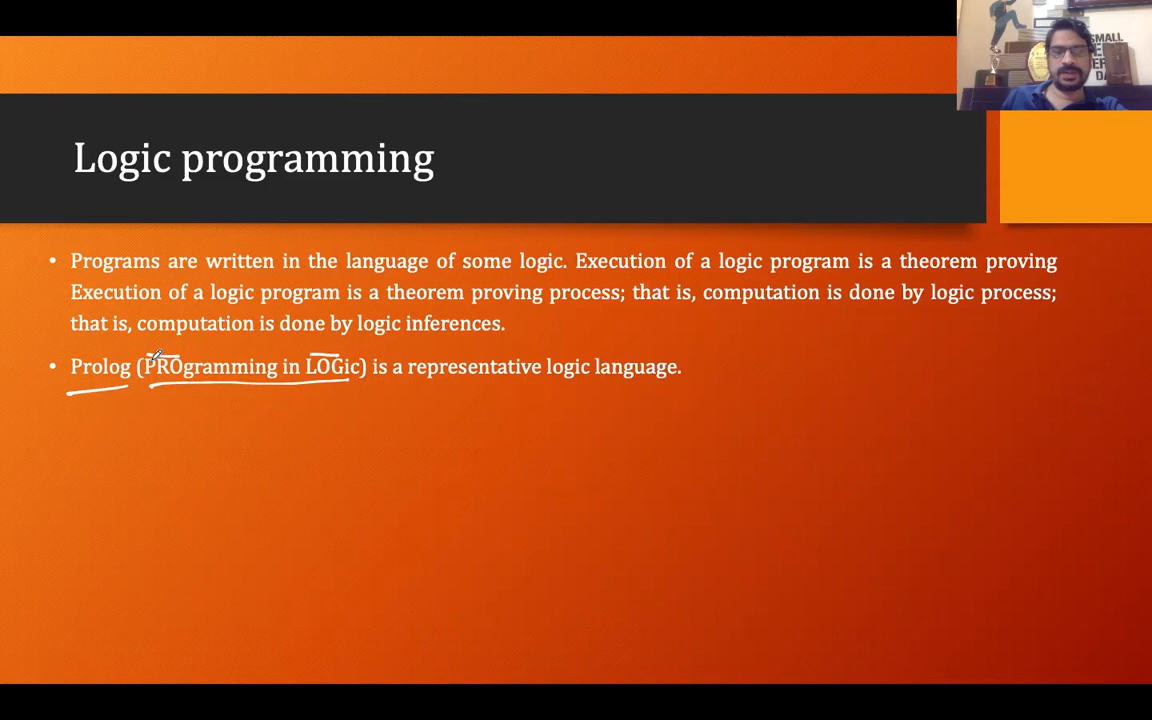 SMALL
Logic programming
• Programs are written in the language of some logic. Execution of a logic program is a theorem proving
Execution of a logic program is a theorem proving process; that is, computation is done by logic process;
that is, computation is done by logic inferences.
• Prolog (PROgramming in LOGic) is a representative logic language.